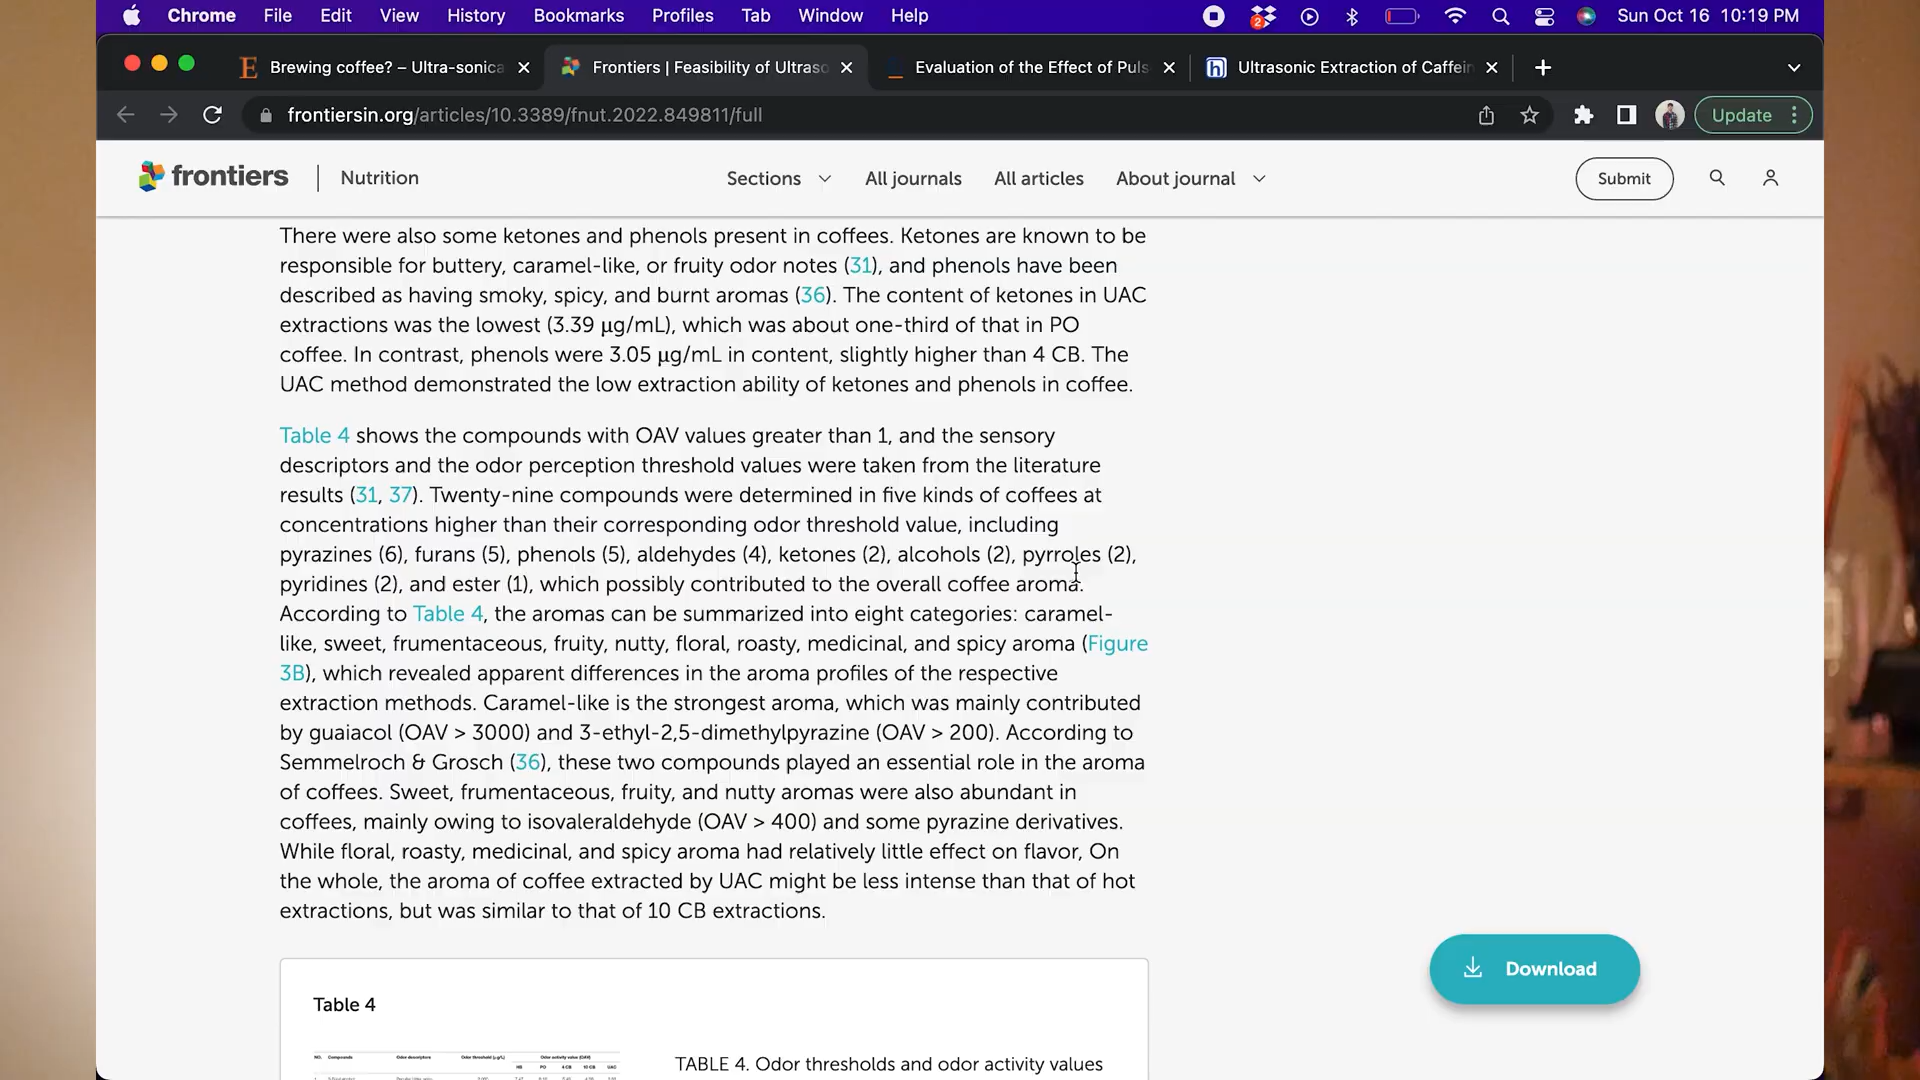 Chrome File Edit View History Bookmarks Profiles Tab Window Help
2
Sun Oct 16 10:19 PM
Brewing coffee? – Ultra-sonica
Frontiers | Feasibility of Ultraso
Evaluation of the Effect of Puls
Ultrasonic Extraction of Caffein
frontiersin.org/articles/10.3389/fnut.2022.849811/full
Update
frontiers
Nutrition
Sections All journals All articles About journal
Submit
There were also some ketones and phenols present in coffees. Ketones are known to be
responsible for buttery, caramel-like, or fruity odor notes (31), and phenols have been
described as having smoky, spicy, and burnt aromas (36). The content of ketones in UAC
extractions was the lowest (3.39 μg/mL), which was about one-third of that in PO
coffee. In contrast, phenols were 3.05 μg/mL in content, slightly higher than 4 CB. The
UAC method demonstrated the low extraction ability of ketones and phenols in coffee.
Table 4 shows the compounds with OAV values greater than 1, and the sensory
descriptors and the odor perception threshold values were taken from the literature
results (31, 37). Twenty-nine compounds were determined in five kinds of coffees at
concentrations higher than their corresponding odor threshold value, including
pyrazines (6), furans (5), phenols (5), aldehydes (4), ketones (2), alcohols (2), pyrroles (2),
pyridines (2), and ester (1), which possibly contributed to the overall coffee aroma.
According to Table 4, the aromas can be summarized into eight categories: caramel-
like, sweet, frumentaceous, fruity, nutty, floral, roasty, medicinal, and spicy aroma (Figure
3B), which revealed apparent differences in the aroma profiles of the respective
extraction methods. Caramel-like is the strongest aroma, which was mainly contributed
by guaiacol (OAV > 3000) and 3-ethyl-2,5-dimethylpyrazine (OAV > 200). According to
Semmelroch & Grosch (36), these two compounds played an essential role in the aroma
of coffees. Sweet, frumentaceous, fruity, and nutty aromas were also abundant in
coffees, mainly owing to isovaleraldehyde (OAV > 400) and some pyrazine derivatives.
While floral, roasty, medicinal, and spicy aroma had relatively little effect on flavor, On
the whole, the aroma of coffee extracted by UAC might be less intense than that of hot
extractions, but was similar to that of 10 CB extractions.
Download
Table 4
NO. Compounds Odor descriptors Odor threshold (μg/L) Odor activity value (OAV)
HB PO 4 CB 10 CB UAC
TABLE 4. Odor thresholds and odor activity values